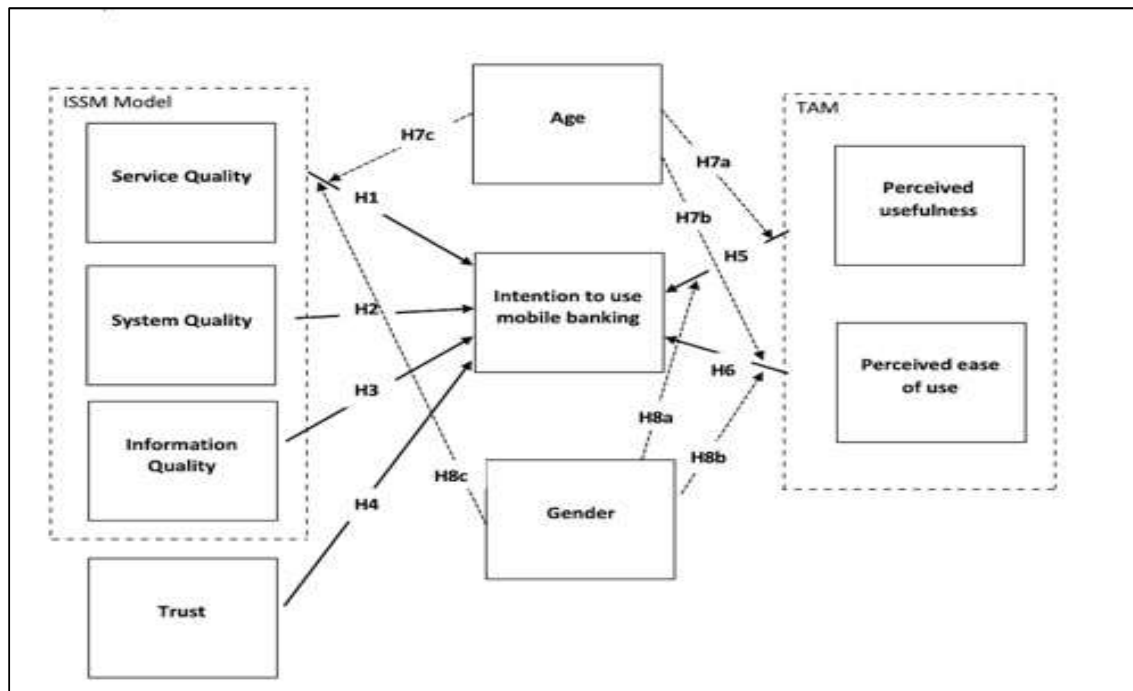 ISSM Model
Service Quality
System Quality
Information
Quality
Trust
H7c
H1
H2
H3
H8c
H4
Age
Intention to use
mobile banking
Gender
H7a
H7b
H5
H6
H8a
H8b
TAM
Perceived
usefulness
Perceived ease
of use